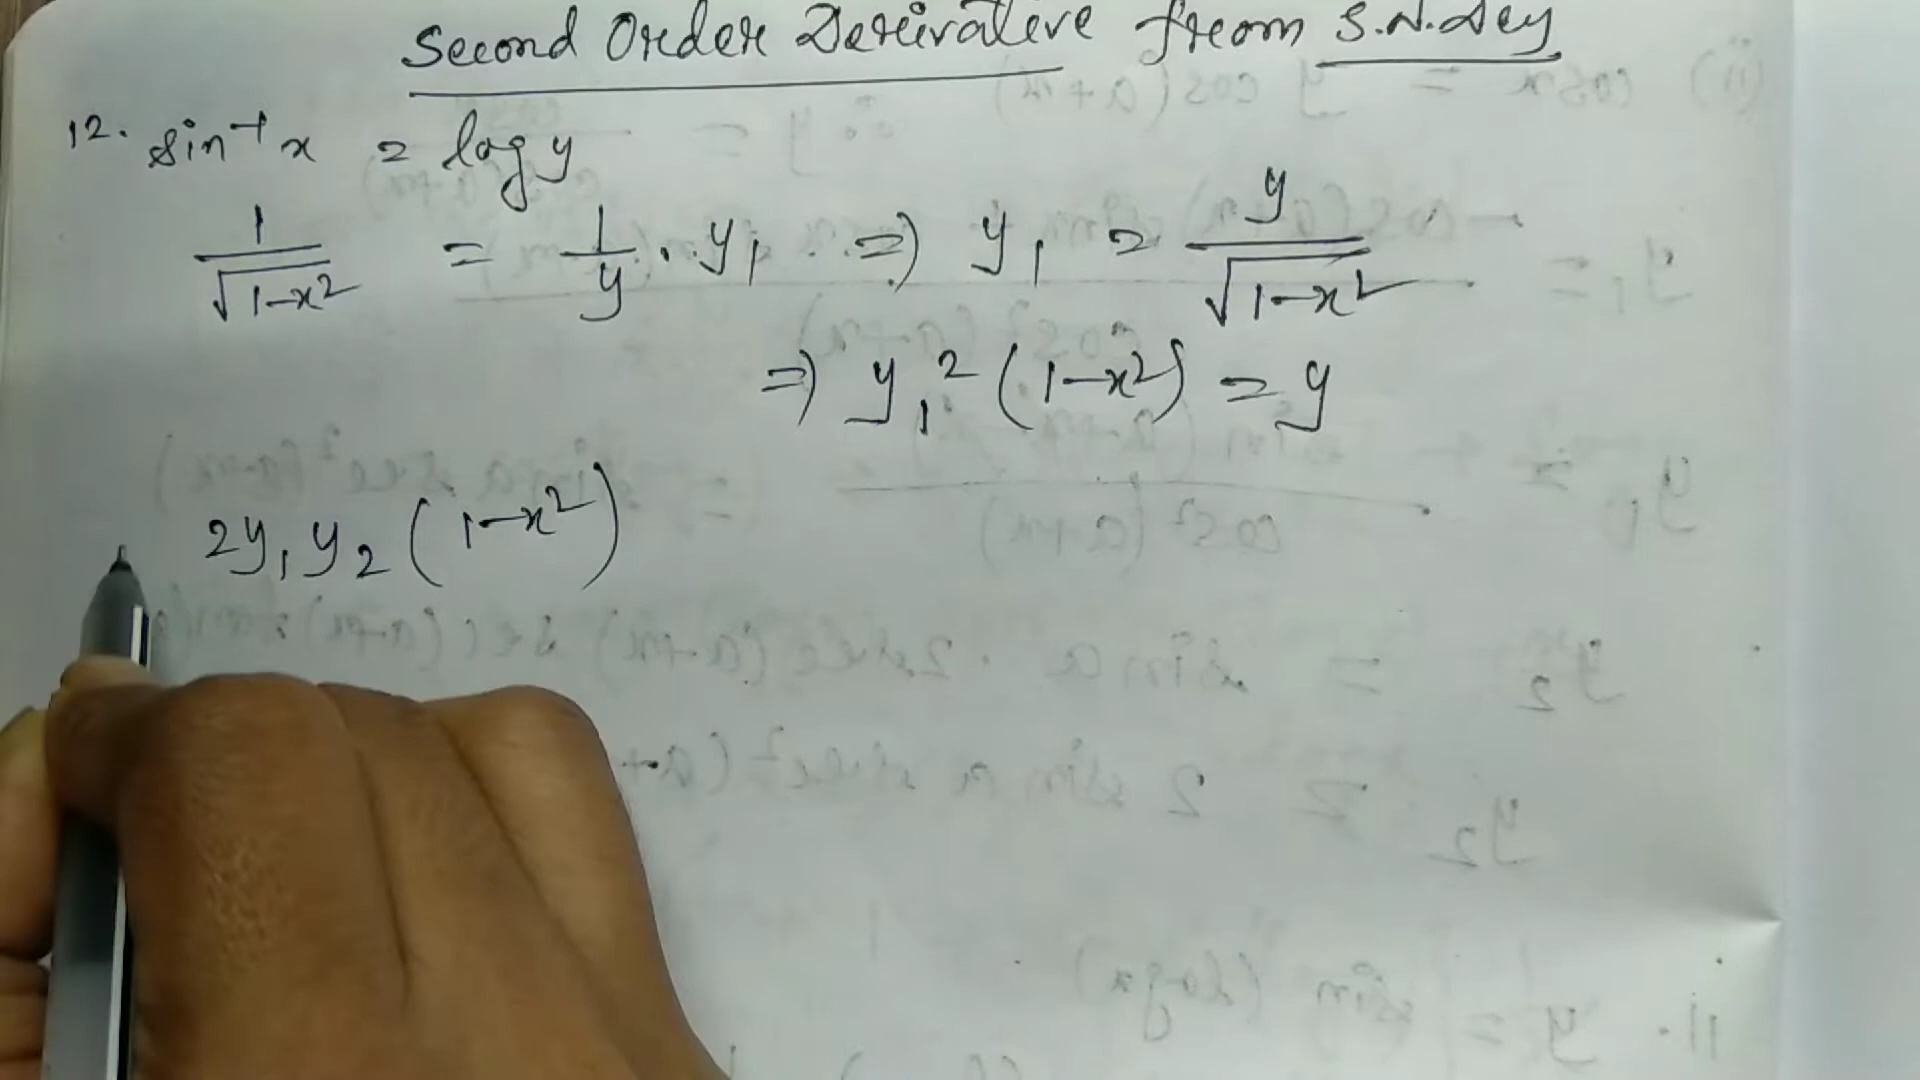 Second Order Derivative from S.N.Dey
12. sin⁻¹ x = log y
1/√(1-x²) = 1/y . y₁ ⇒ y₁ = y/√(1-x²)
⇒ y₁² (1-x²) = y
2y₁y₂ (1-x²)